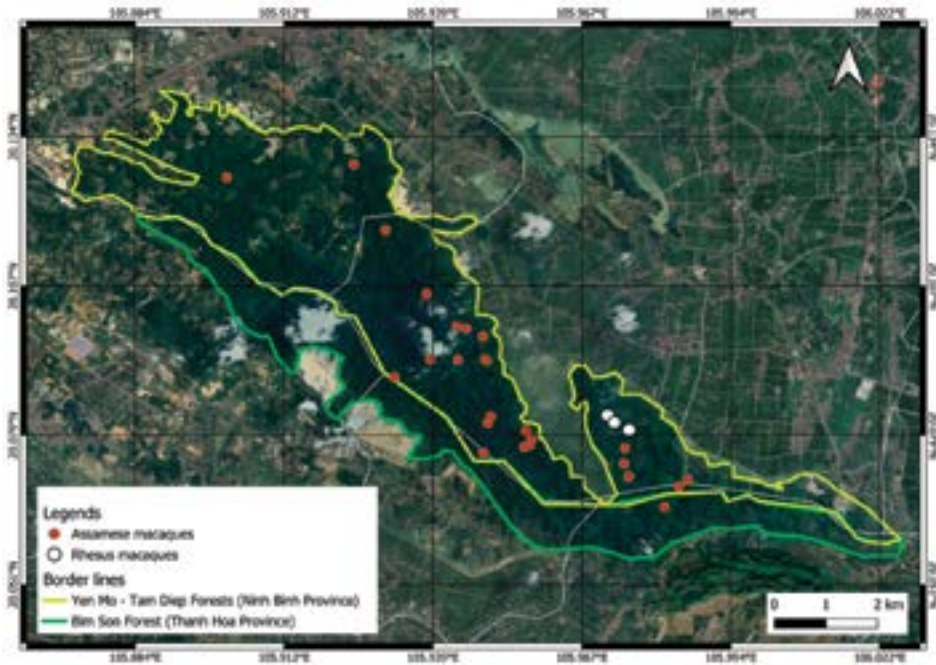 105.884°E 105.912°E 105.939°E 105.967°E 105.994°E 106.022°E
Legends
Assamese macaques
Rhesus macaques
Border lines
Yen Mo - Tam Diep Forests (Ninh Binh Province)
Bim Son Forest (Thanh Hoa Province)
0 1 2 km
105.884°E 105.912°E 105.939°E 105.967°E 105.994°E 106.022°E